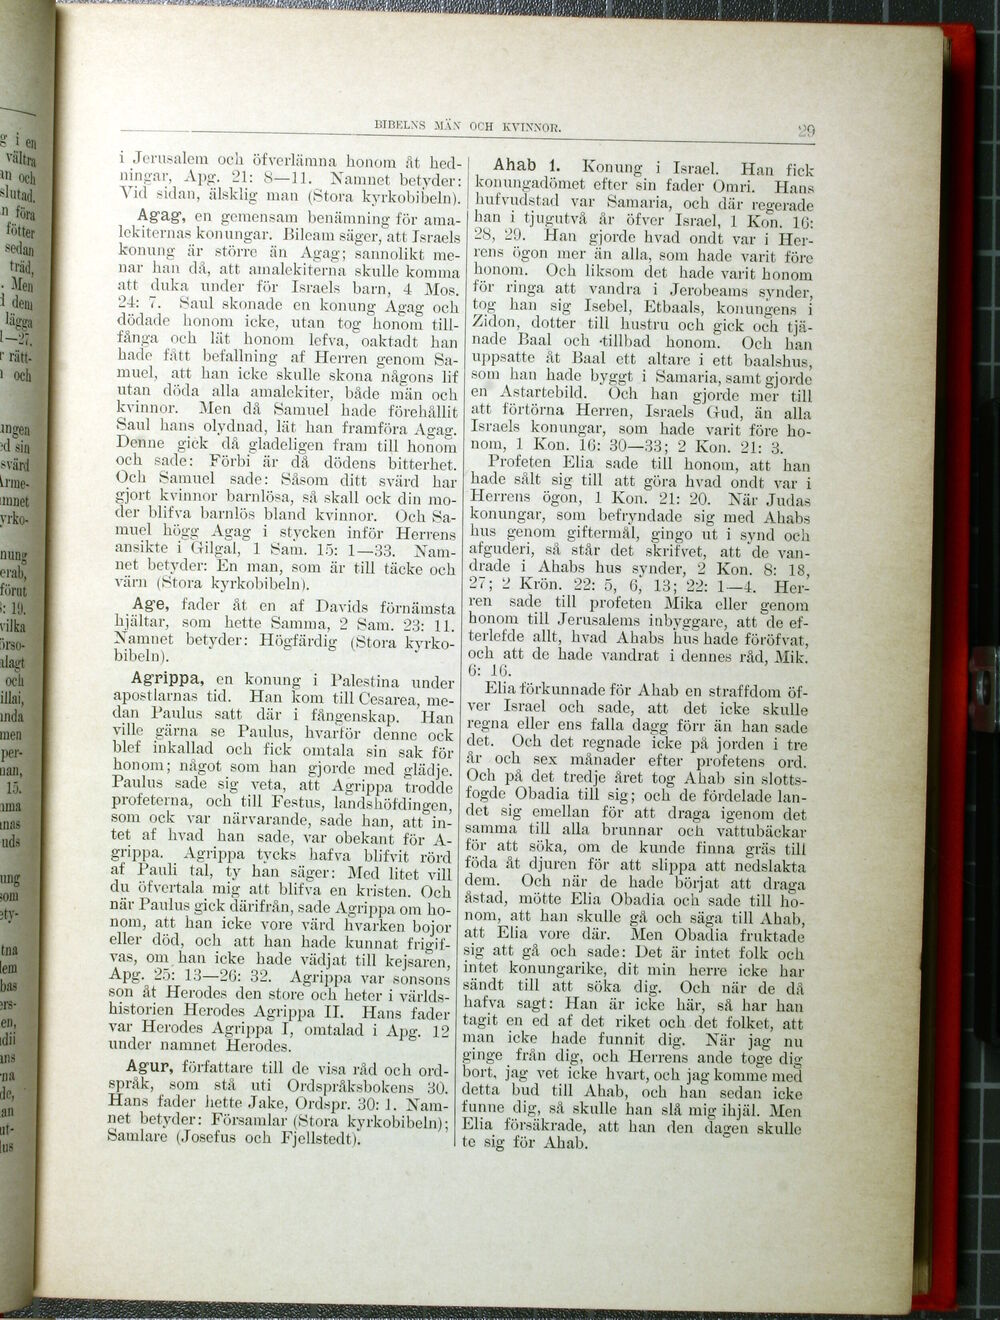 BIBELNS MÄN OCH KVINNOR.
29
i Jerusalem och öfverlämna honom åt hed-
ningar, Apg. 21: 8—11. Namnet betyder:
Vid sidan, älsklig man (Stora kyrkobibeln).
Agag, en gemensam benämning för ama-
lekiternas konungar. Bileam säger, att Israels
konung är större än Agag; sannolikt me-
nar han då, att amalekiterna skulle komma
att duka under för Israels barn, 4 Mos.
24: 7. Saul skonade en konung Agag och
dödade honom icke, utan tog honom till-
fånga och lät honom lefva, oaktadt han
hade fått befallning af Herren genom Sa-
muel, att han icke skulle skona någons lif
utan döda alla amalekiter, både män och
kvinnor. Men då Samuel hade förehållit
Saul hans olydnad, lät han framföra Agag.
Denne gick då gladeligen fram till honom
och sade: Förbi är då dödens bitterhet.
Och Samuel sade: Såsom ditt svärd har
gjort kvinnor barnlösa, så skall ock din mo-
der blifva barnlös bland kvinnor. Och Sa-
muel högg Agag i stycken inför Herrens
ansikte i Gilgal, 1 Sam. 15: 1—33. Nam-
net betyder: En man, som är till täcke och
värn (Stora kyrkobibeln).
Age, fader åt en af Davids förnämsta
hjältar, som hette Samma, 2 Sam. 23: 11.
Namnet betyder: Högfärdig (Stora kyrko-
bibeln).
Agrippa, en konung i Palestina under
apostlarnas tid. Han kom till Cesarea, me-
dan Paulus satt där i fångenskap. Han
ville gärna se Paulus, hvarför denne ock
blef inkallad och fick omtala sin sak för
honom; något som han gjorde med glädje.
Paulus sade sig veta, att Agrippa trodde
profeterna, och till Festus, landshöfdingen,
som ock var närvarande, sade han, att in-
tet af hvad han sade, var obekant för A-
grippa. Agrippa tycks hafva blifvit rörd
af Pauli tal, ty han säger: Med litet vill
du öfvertala mig att blifva en kristen. Och
när Paulus gick därifrån, sade Agrippa om ho-
nom, att han icke vore värd hvarken bojor
eller död, och att han hade kunnat frigif-
vas, om han icke hade vädjat till kejsaren,
Apg. 25: 13—26: 32. Agrippa var sonsons
son åt Herodes den store och heter i världs-
historien Herodes Agrippa II. Hans fader
var Herodes Agrippa I, omtalad i Apg. 12
under namnet Herodes.
Agur, författare till de visa råd och ord-
språk, som stå uti Ordspråksbokens 30.
Hans fader hette Jake, Ordspr. 30: 1. Nam-
net betyder: Församlar (Stora kyrkobibeln);
Samlare (Josefus och Fjellstedt).
Ahab 1. Konung i Israel. Han fick
konungadömet efter sin fader Omri. Hans
hufvudstad var Samaria, och där regerade
han i tjugutvå år öfver Israel, 1 Kon. 16:
28, 29. Han gjorde hvad ondt var i Her-
rens ögon mer än alla, som hade varit före
honom. Och liksom det hade varit honom
för ringa att vandra i Jerobeams synder,
tog han sig Isebel, Etbaals, konungens i
Zidon, dotter till hustru och gick och tjä-
nade Baal och tillbad honom. Och han
uppsatte åt Baal ett altare i ett baalshus,
som han hade byggt i Samaria, samt gjorde
en Astartebild. Och han gjorde mer till
att förtörna Herren, Israels Gud, än alla
Israels konungar, som hade varit före ho-
nom, 1 Kon. 16: 30—33; 2 Kon. 21: 3.
Profeten Elia sade till honom, att han
hade sålt sig till att göra hvad ondt var i
Herrens ögon, 1 Kon. 21: 20. När Judas
konungar, som befryndade sig med Ahabs
hus genom giftermål, gingo ut i synd och
afguderi, så står det skrifvet, att de van-
drade i Ahabs hus synder, 2 Kon. 8: 18,
27; 2 Krön. 22: 5, 6, 13; 22: 1—4. Her-
ren sade till profeten Mika eller genom
honom till Jerusalems inbyggare, att de ef-
terlefde allt, hvad Ahabs hus hade föröfvat,
och att de hade vandrat i dennes råd, Mik.
6: 16.
Elia förkunnade för Ahab en straffdom öf-
ver Israel och sade, att det icke skulle
regna eller ens falla dagg förr än han sade
det. Och det regnade icke på jorden i tre
år och sex månader efter profetens ord.
Och på det tredje året tog Ahab sin slotts-
fogde Obadia till sig; och de fördelade lan-
det sig emellan för att draga igenom det
samma till alla brunnar och vattubäckar
för att söka, om de kunde finna gräs till
föda åt djuren för att slippa att nedslakta
dem. Och när de hade börjat att draga
åstad, mötte Elia Obadia och sade till ho-
nom, att han skulle gå och säga till Ahab,
att Elia vore där. Men Obadia fruktade
sig att gå och sade: Det är intet folk och
intet konungarike, dit min herre icke har
sändt till att söka dig. Och när de då
hafva sagt: Han är icke här, så har han
tagit en ed af det riket och det folket, att
man icke hade funnit dig. När jag nu
ginge från dig, och Herrens ande toge dig
bort, jag vet icke hvart, och jag komme med
detta bud till Ahab, och han sedan icke
funne dig, så skulle han slå mig ihjäl. Men
Elia försäkrade, att han den dagen skulle
te sig för Ahab.